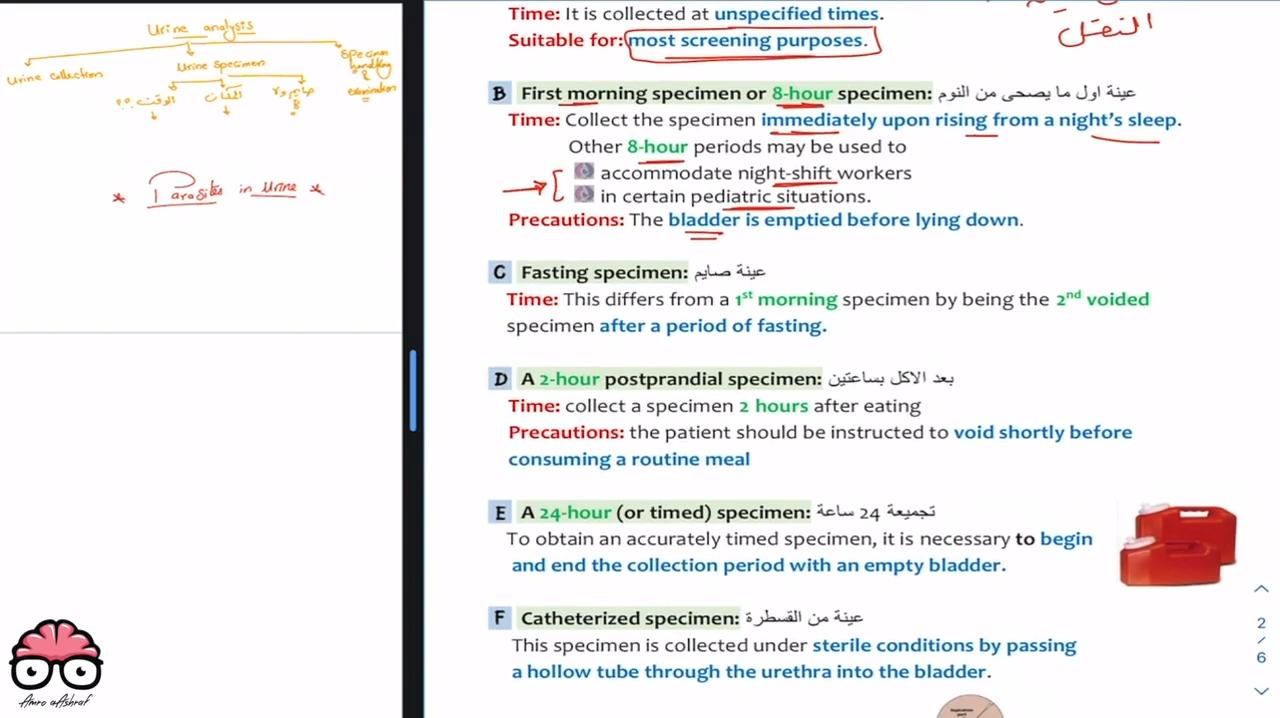 Urine analysis
Urine collection
Urine specimen
Specimen
handling
&
examination
الوقت ؟؟
المكان
* Parasites in Urine *
Amro aAshraf
Time: It is collected at unspecified times.
Suitable for: most screening purposes.
التنقل
B First morning specimen or 8-hour specimen: عينة اول ما يصحى من النوم
Time: Collect the specimen immediately upon rising from a night's sleep.
Other 8-hour periods may be used to
accommodate night-shift workers
in certain pediatric situations.
Precautions: The bladder is emptied before lying down.
C Fasting specimen: عينة صايم
Time: This differs from a 1st morning specimen by being the 2nd voided
specimen after a period of fasting.
D A 2-hour postprandial specimen: بعد الاكل بساعتين
Time: collect a specimen 2 hours after eating
Precautions: the patient should be instructed to void shortly before
consuming a routine meal
E A 24-hour (or timed) specimen: تجميعة 24 ساعة
To obtain an accurately timed specimen, it is necessary to begin
and end the collection period with an empty bladder.
F Catheterized specimen: عينة من القسطرة
This specimen is collected under sterile conditions by passing
a hollow tube through the urethra into the bladder.
2
/
6